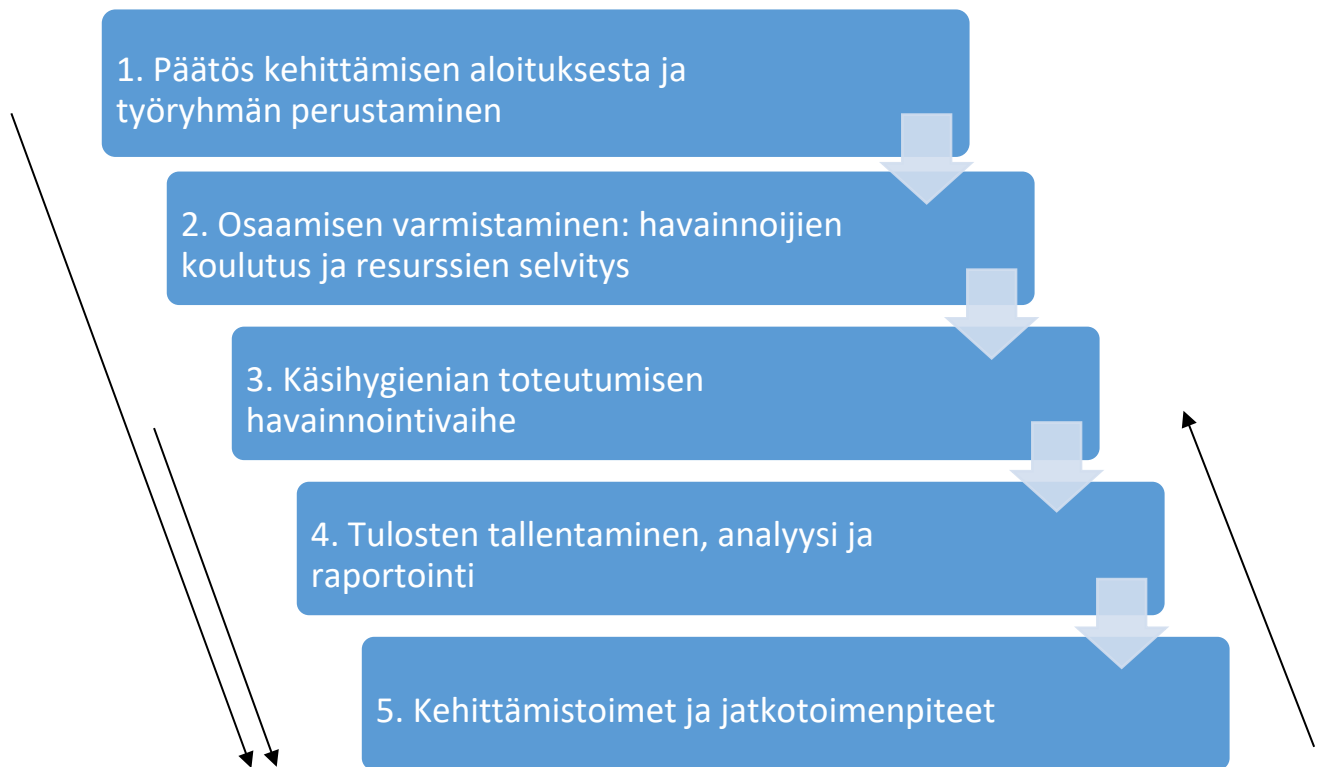 1. Päätös kehittämisen aloituksesta ja
työryhmän perustaminen
2. Osaamisen varmistaminen: havainnoijien
koulutus ja resurssien selvitys
3. Käsihygienian toteutumisen
havainnointivaihe
4. Tulosten tallentaminen, analyysi ja
raportointi
5. Kehittämistoimet ja jatkotoimenpiteet